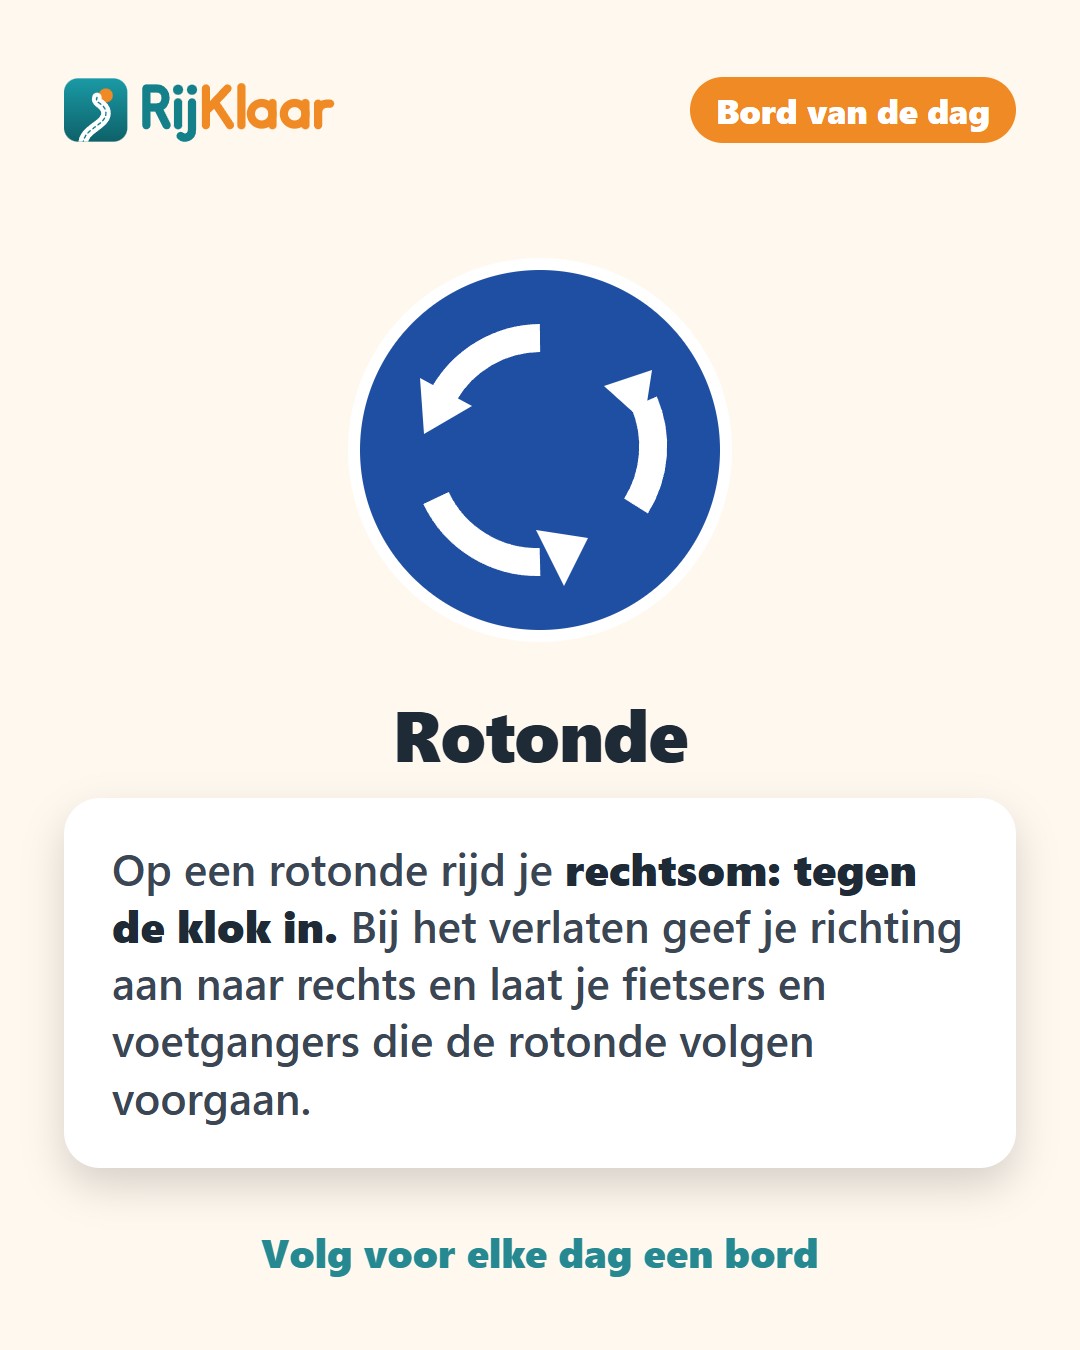 RijKlaar
Bord van de dag
Rotonde
Op een rotonde rijd je rechtsom: tegen
de klok in. Bij het verlaten geef je richting
aan naar rechts en laat je fietsers en
voetgangers die de rotonde volgen
voorgaan.
Volg voor elke dag een bord